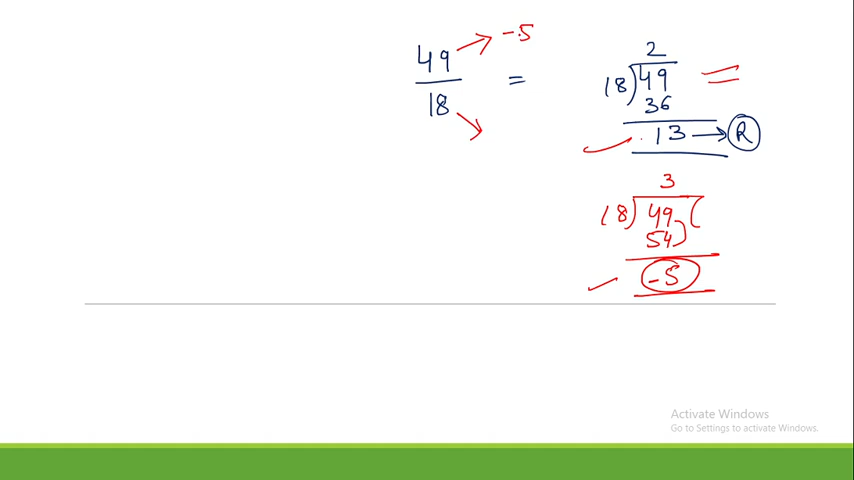 49 → -5
18
=
2
18)49
36
13 → R
3
18)49(
54
-5
Activate Windows
Go to Settings to activate Windows.